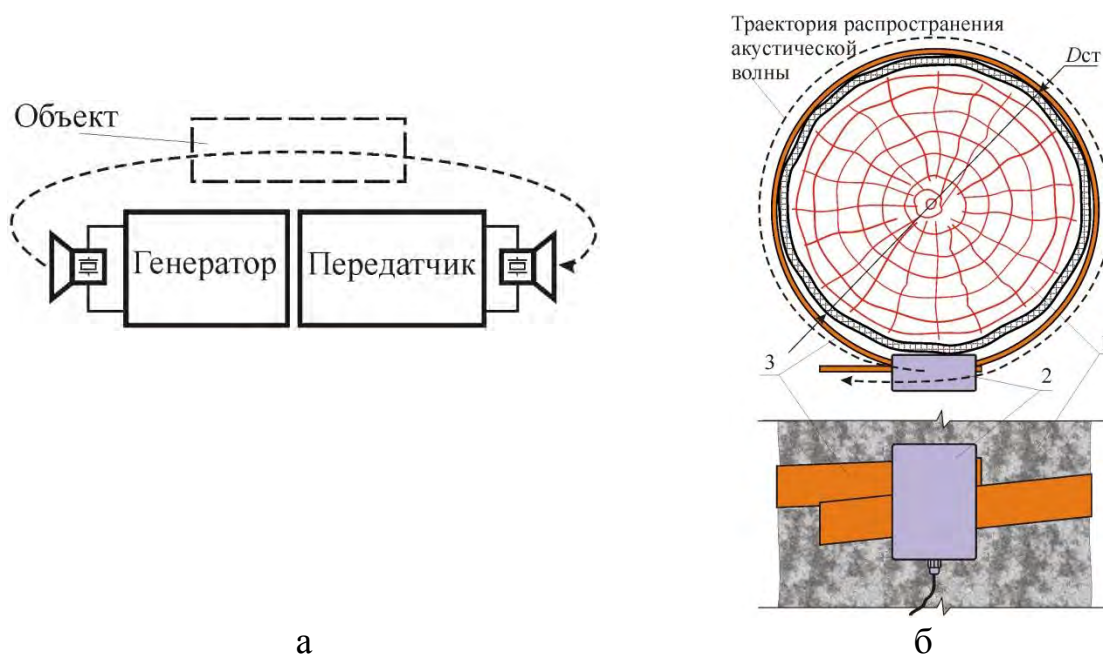 Объект
Генератор
Передатчик
а
Траектория распространения
акустической
волны
Dст
3
2
б